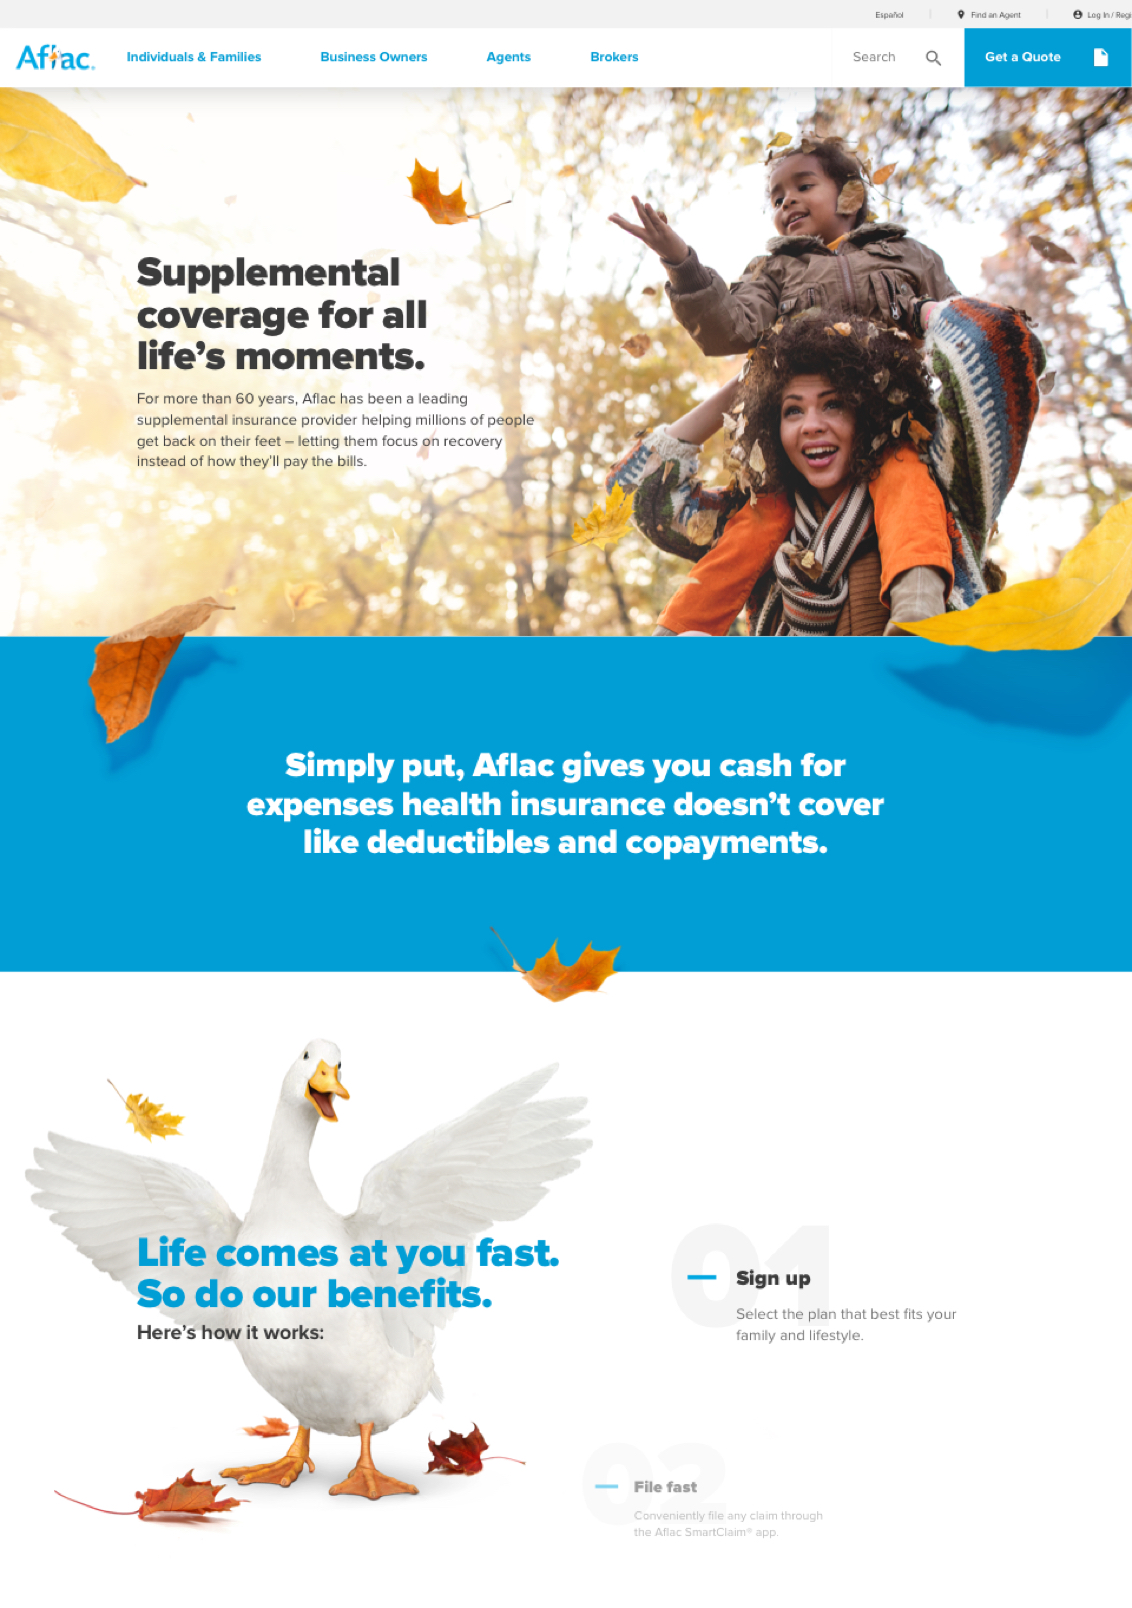 Español
Find an Agent
Log In / Regi
Aflac
Individuals & Families
Business Owners
Agents
Brokers
Search
Get a Quote
Supplemental
coverage for all
life's moments.
For more than 60 years, Aflac has been a leading
supplemental insurance provider helping millions of people
get back on their feet – letting them focus on recovery
instead of how they'll pay the bills.
Simply put, Aflac gives you cash for
expenses health insurance doesn't cover
like deductibles and copayments.
Life comes at you fast.
So do our benefits.
Here's how it works:
01
Sign up
Select the plan that best fits your
family and lifestyle.
02
File fast
Conveniently file any claim through
the Aflac SmartClaim® app.